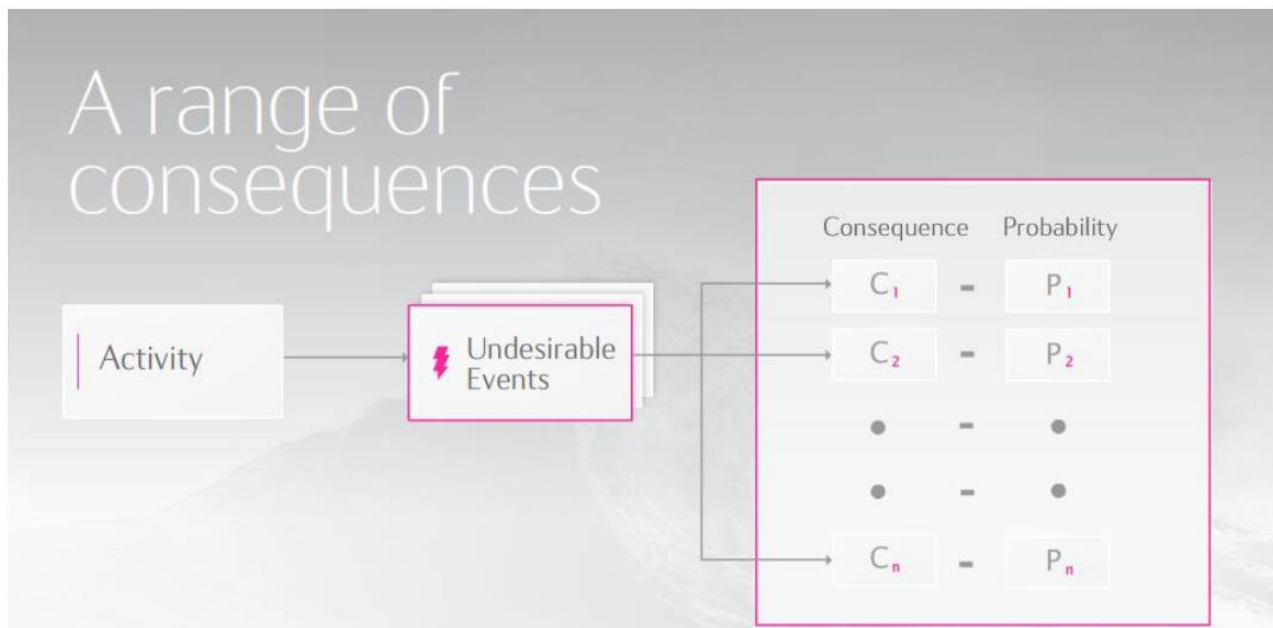 A range of
consequences
Activity
Undesirable
Events
Consequence Probability
C1 - P1
C2 - P2
• - •
• - •
Cn - Pn